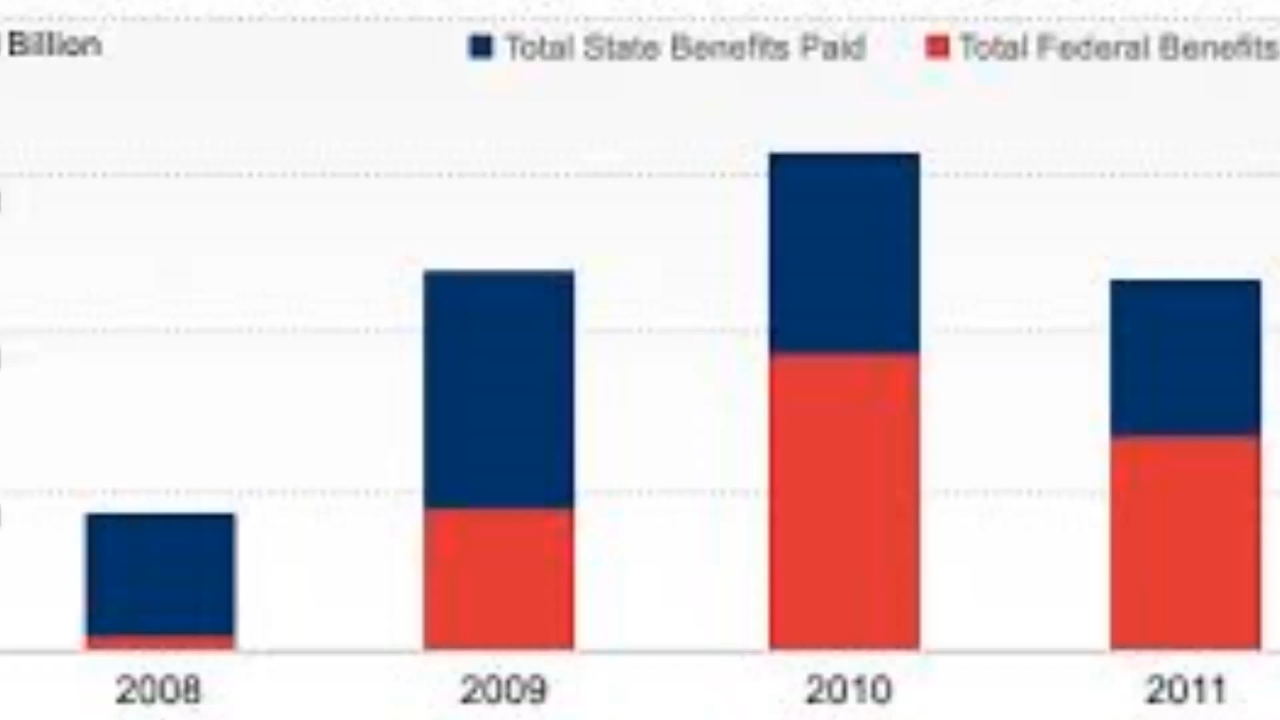 Billion
Total State Benefits Paid
Total Federal Benefits
2008
2009
2010
2011